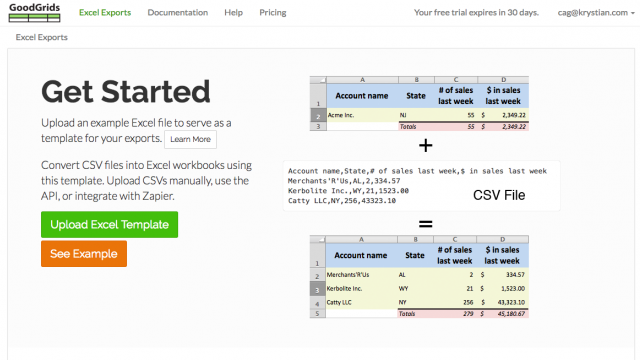 GoodGrids
Excel Exports
Documentation
Help
Pricing
Your free trial expires in 30 days.
cag@krystian.com
Excel Exports
Get Started
Upload an example Excel file to serve as a
template for your exports. Learn More
Convert CSV files into Excel workbooks using
this template. Upload CSVs manually, use the
API, or integrate with Zapier.
Upload Excel Template
See Example
A B C D
1 Account name State # of sales last week $ in sales last week
2 Acme Inc. NJ 55 $ 2,349.22
3 Totals 55 $ 2,349.22
+
Account name,State,# of sales last week,$ in sales last week
Merchants'R'Us,AL,2,334.57
Kerbolite Inc.,WY,21,1523.00
Catty LLC,NY,256,43323.10
CSV File
=
A B C D
1 Account name State # of sales last week $ in sales last week
2 Merchants'R'Us AL 2 $ 334.57
3 Kerbolite Inc. WY 21 $ 1,523.00
4 Catty LLC NY 256 $ 43,323.10
5 Totals 279 $ 45,180.67